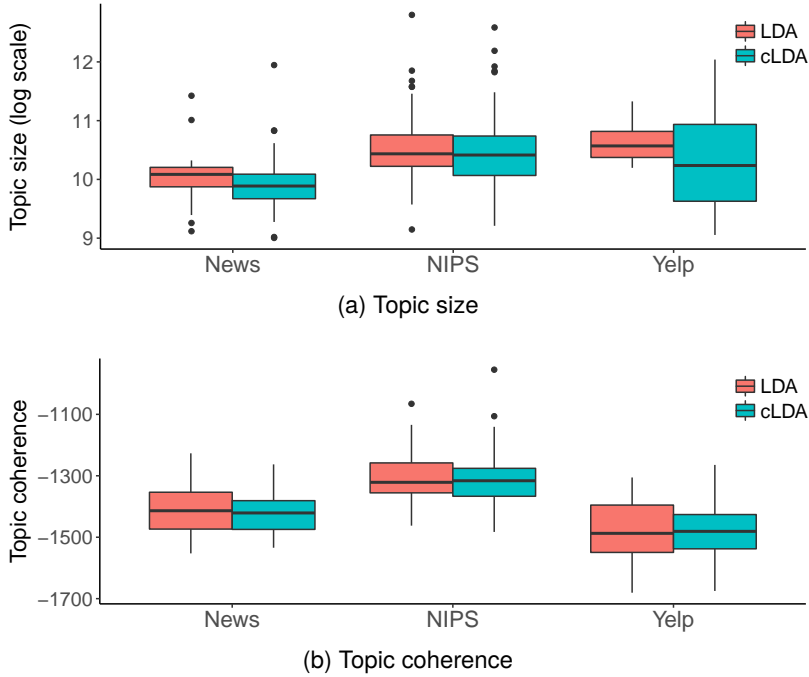 Topic size (log scale)
12
11
10
9
LDA
cLDA
News
NIPS
Yelp
(a) Topic size
Topic coherence
−1100
−1300
−1500
−1700
LDA
cLDA
News
NIPS
Yelp
(b) Topic coherence